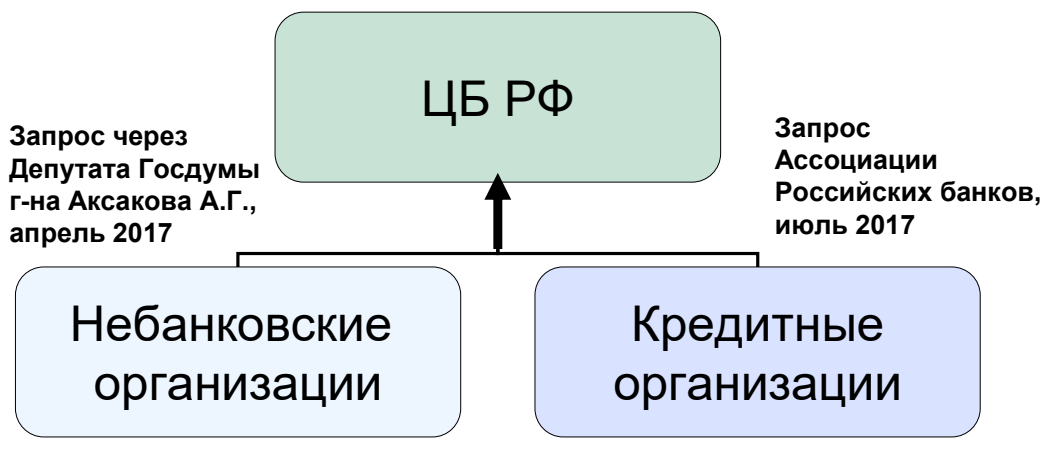 ЦБ РФ
Запрос через
Депутата Госдумы
г-на Аксакова А.Г.,
апрель 2017
Запрос
Ассоциации
Российских банков,
июль 2017
Небанковские
организации
Кредитные
организации